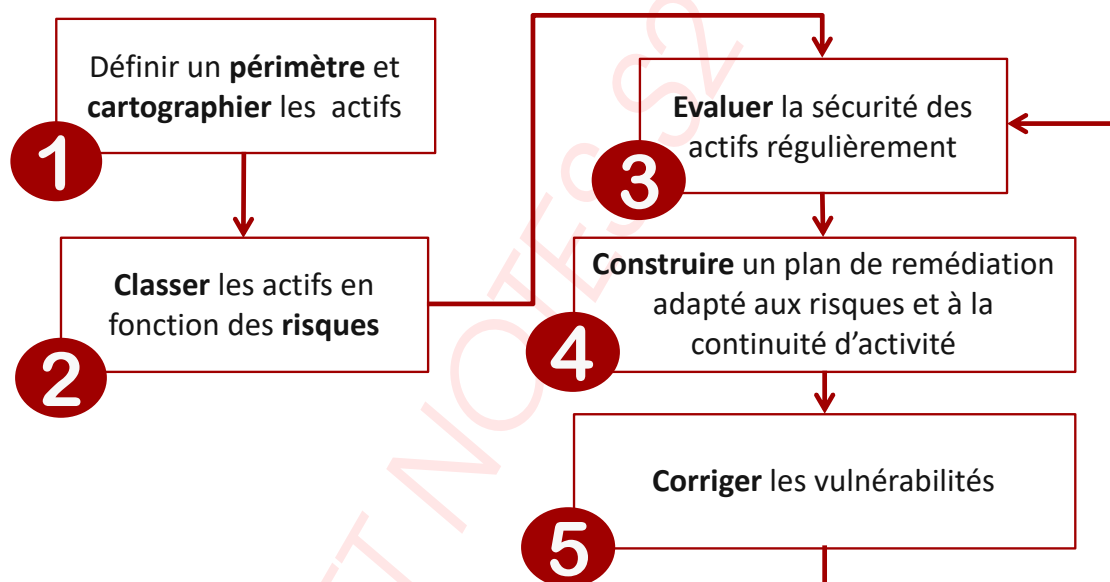 Définir un périmètre et
cartographier les actifs
1
Classer les actifs en
fonction des risques
2
Evaluer la sécurité des
actifs régulièrement
3
Construire un plan de remédiation
adapté aux risques et à la
continuité d’activité
4
Corriger les vulnérabilités
5
T NOTES S2